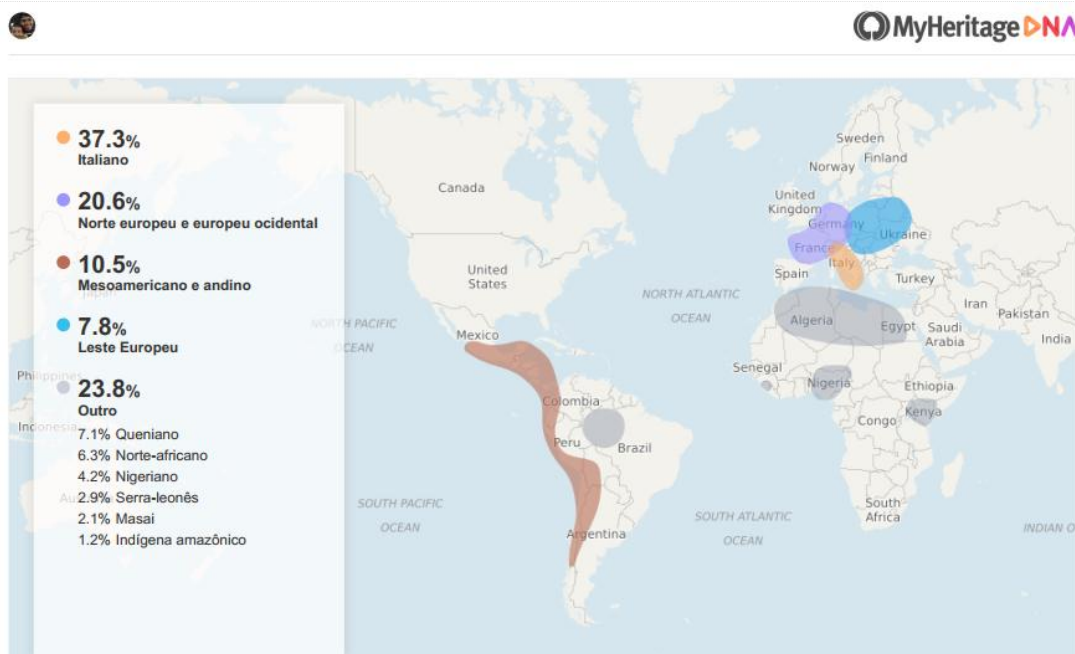 MyHeritage DNA
37.3%
Italiano
20.6%
Norte europeu e europeu ocidental
10.5%
Mesoamericano e andino
7.8%
Leste Europeu
23.8%
Outro
7.1% Queniano
6.3% Norte-africano
4.2% Nigeriano
2.9% Serra-leonês
2.1% Masai
1.2% Indígena amazônico
Sweden
Norway
Finland
Canada
United
Kingdom
Germany
Ukraine
France
Italy
United
States
Spain
Turkey
NORTH ATLANTIC
OCEAN
Iran
Pakistan
Algeria
Egypt
Saudi
Arabia
India
NORTH PACIFIC
OCEAN
Mexico
Senegal
Philippines
Nigeria
Ethiopia
Colombia
Kenya
Congo
Indonesia
Peru
Brazil
SOUTH PACIFIC
OCEAN
SOUTH ATLANTIC
OCEAN
South
Africa
INDIAN O
Argentina